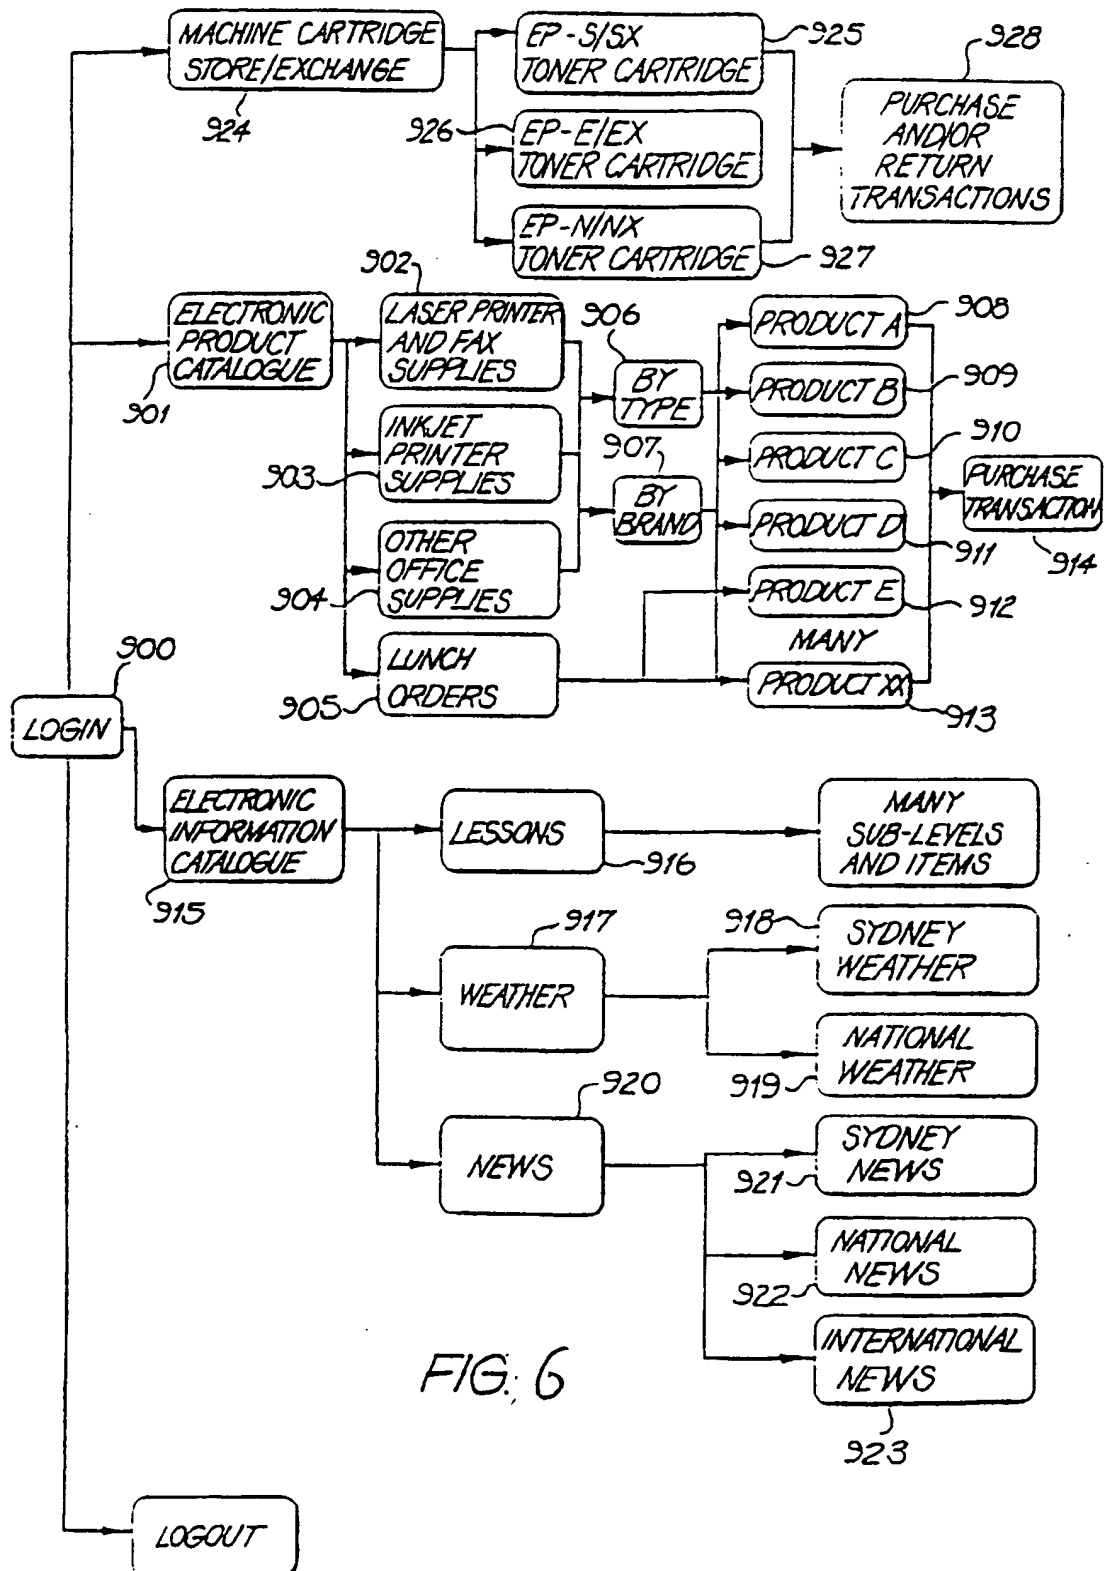 MACHINE CARTRIDGE
STORE/EXCHANGE
924
EP-S/SX
TONER CARTRIDGE
925
926
EP-E/EX
TONER CARTRIDGE
EP-N/NX
TONER CARTRIDGE
927
928
PURCHASE
AND/OR
RETURN
TRANSACTIONS
ELECTRONIC
PRODUCT
CATALOGUE
901
902
LASER PRINTER
AND FAX
SUPPLIES
INKJET
PRINTER
SUPPLIES
903
OTHER
OFFICE
SUPPLIES
904
LUNCH
ORDERS
905
906
BY
TYPE
907
BY
BRAND
PRODUCT A
908
PRODUCT B
909
PRODUCT C
910
PRODUCT D
911
PRODUCT E
912
MANY
PRODUCT XX
913
PURCHASE
TRANSACTION
914
900
LOGIN
ELECTRONIC
INFORMATION
CATALOGUE
915
LESSONS
916
MANY
SUB-LEVELS
AND ITEMS
917
WEATHER
918
SYDNEY
WEATHER
NATIONAL
WEATHER
919
920
NEWS
SYDNEY
NEWS
921
NATIONAL
NEWS
922
INTERNATIONAL
NEWS
923
FIG. 6
LOGOUT